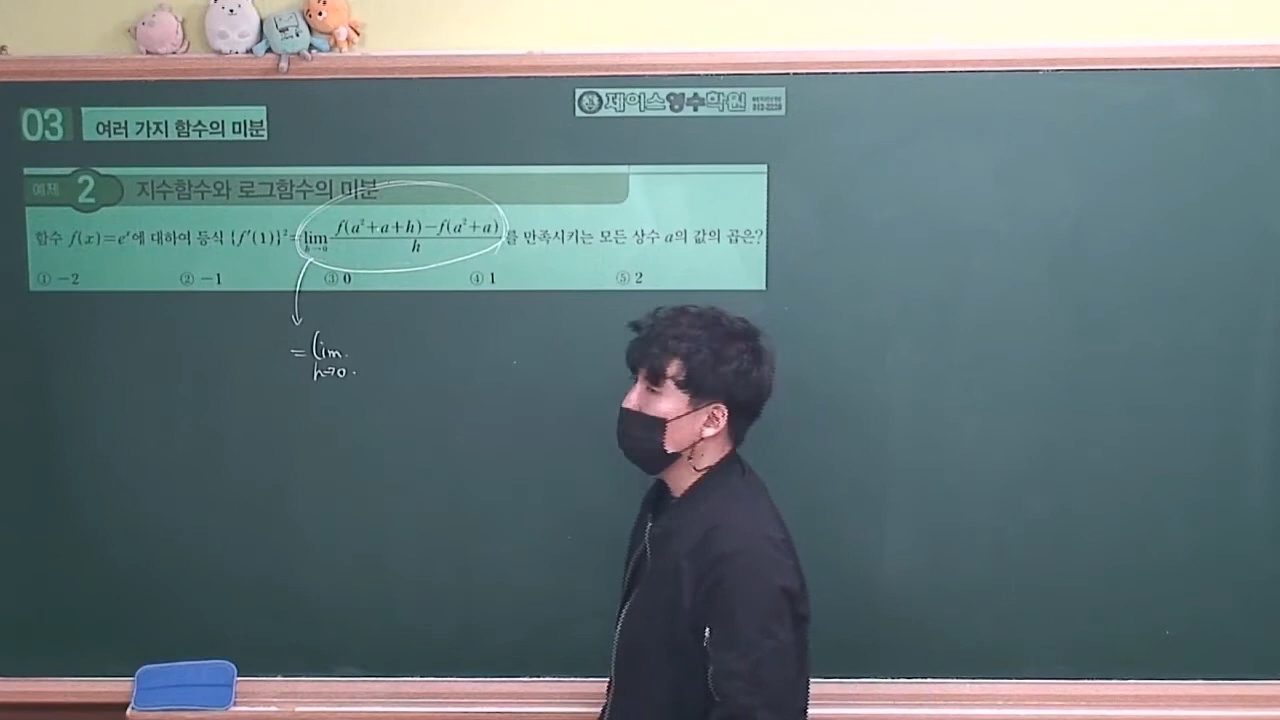 제이스영수학원
03 여러 가지 함수의 미분
예제 2 지수함수와 로그함수의 미분
함수 f(x)=eˣ에 대하여 등식 {f′(1)}²=lim h→0 f(a²+a+h)−f(a²+a) / h 를 만족시키는 모든 상수 a의 값의 곱은?
① −2 ② −1 ③ 0 ④ 1 ⑤ 2
= lim
h→0